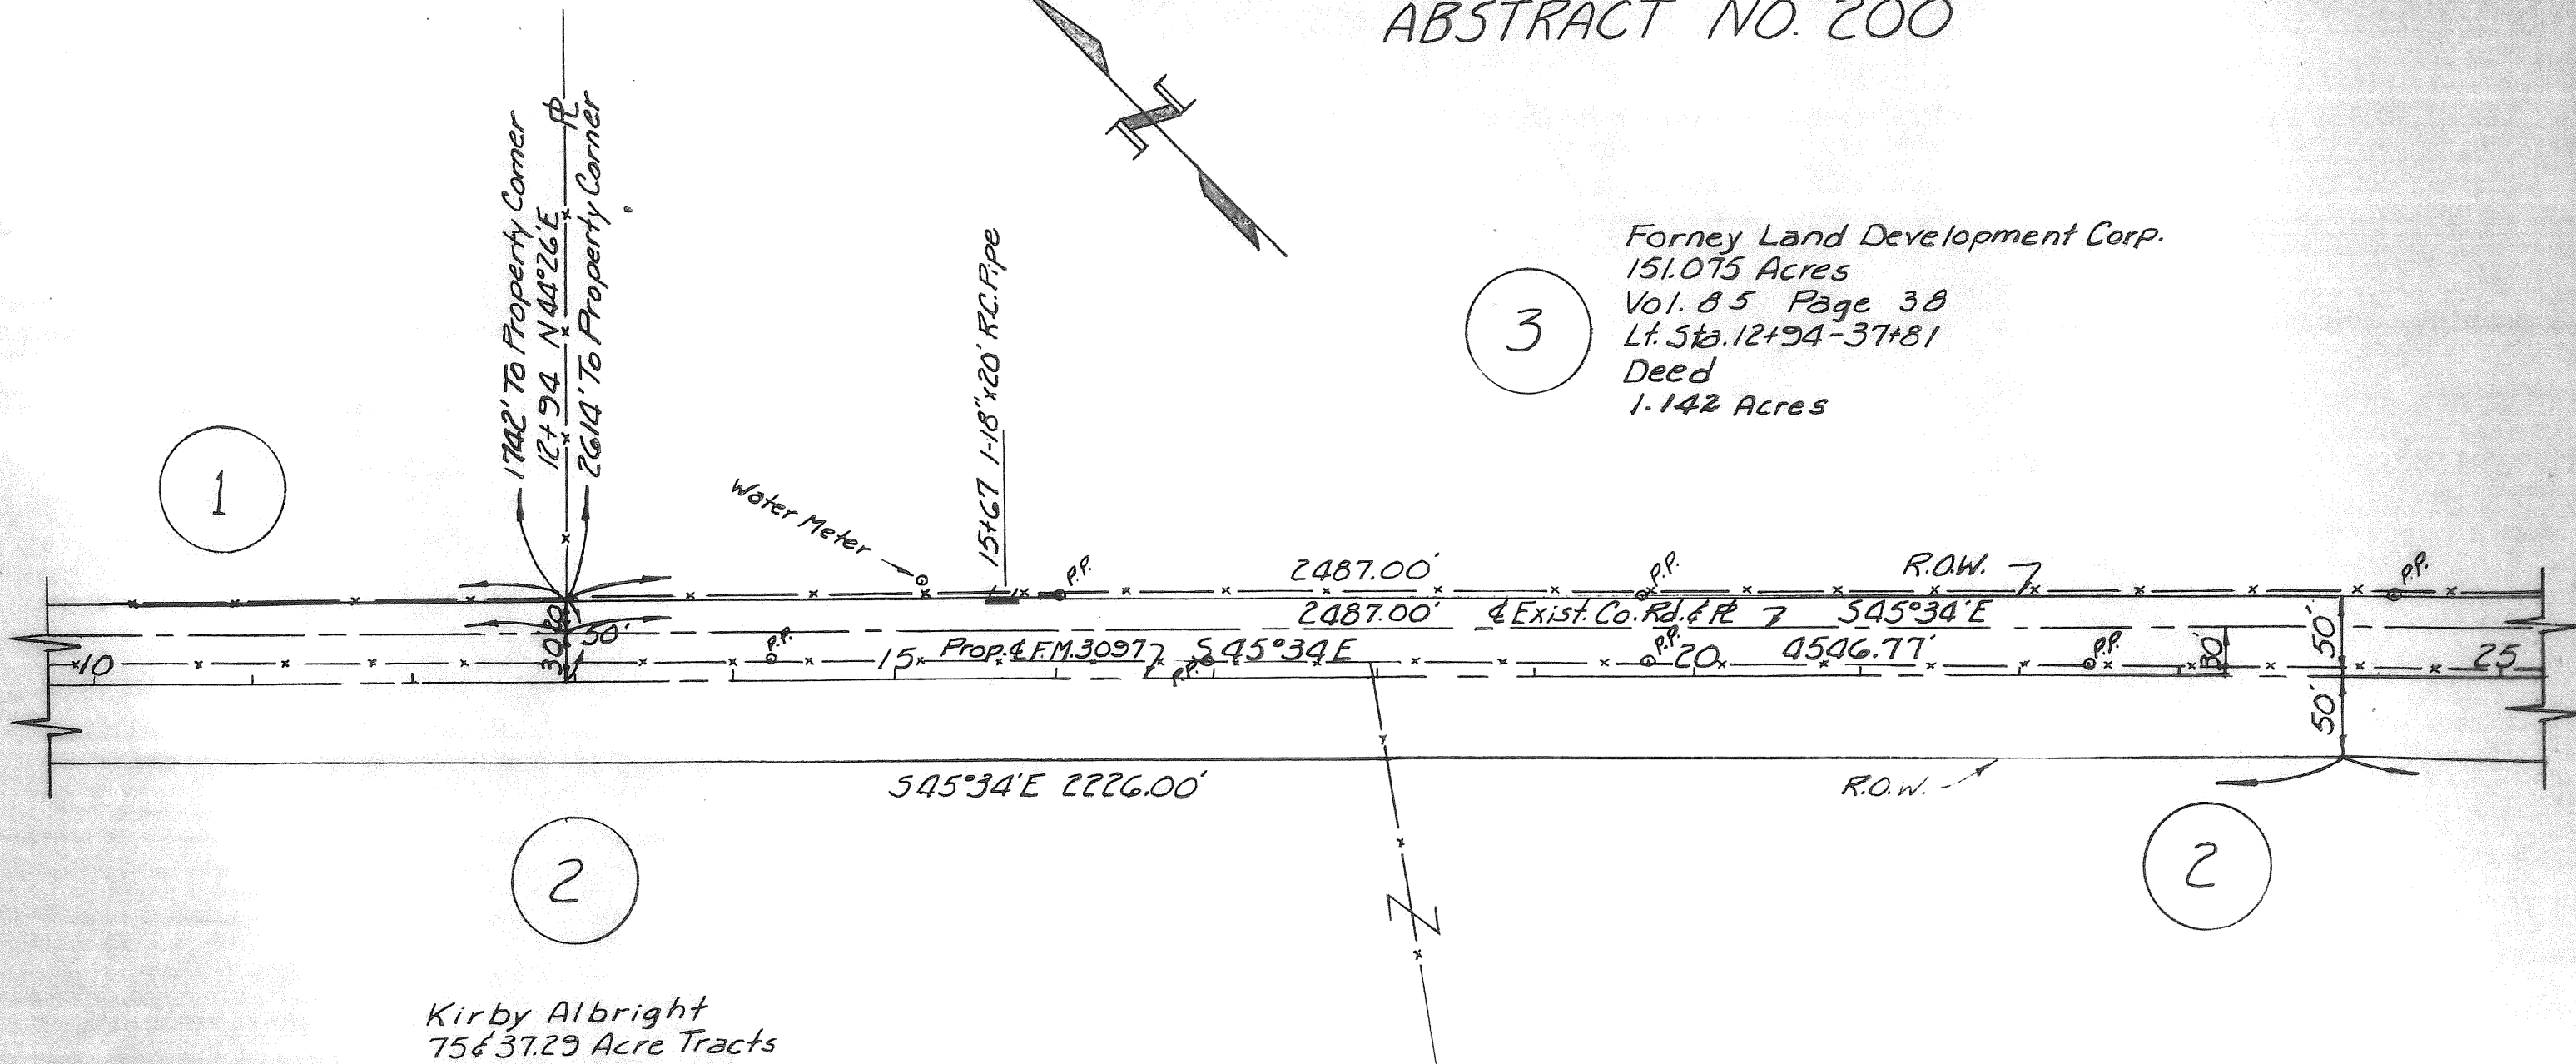 ABSTRACT NO. 200
1742' To Property Corner
12+94 N44°26'E
PL
2614' To Property Corner
15+67 1-18"x20' R.C.Pipe
Forney Land Development Corp.
151.075 Acres
Vol. 85 Page 38
Lt. Sta. 12+94-37+81
Deed
1.142 Acres
3
1
Water Meter
P.P.
2487.00'
P.P.
R.O.W.
P.P.
20'
2487.00'
℄ Exist. Co. Rd. & PL
S45°34'E
50'
30'
50'
P.P.
Prop. ℄ F.M. 3097
S45°34'E
P.P.
4546.77'
P.P.
30'
10
15
20
25
P.P.
50'
S45°34'E 2226.00'
R.O.W.
2
2
Kirby Albright
75 & 37.29 Acre Tracts